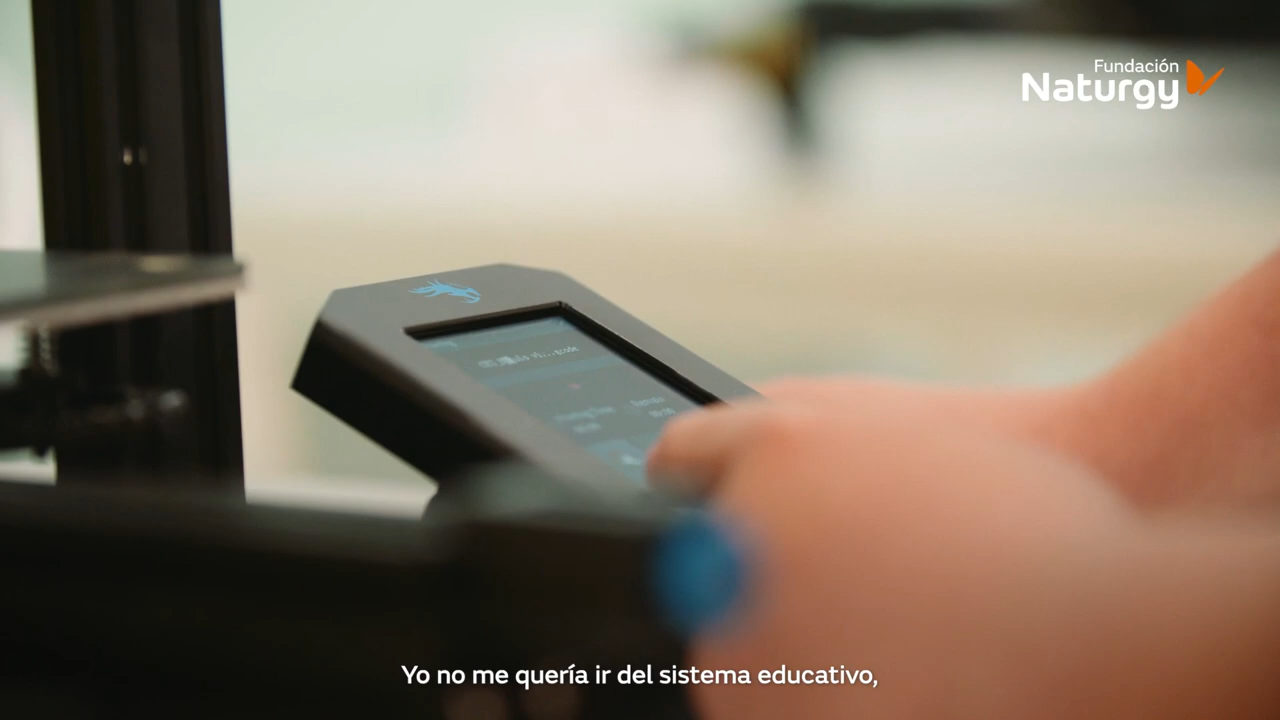 Fundación
Naturgy
Yo no me quería ir del sistema educativo,